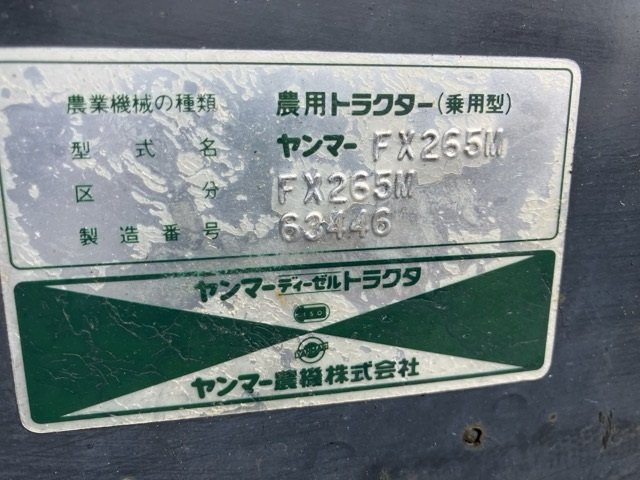 農業機械の種類 農用トラクター(乗用型)
型式名 ヤンマー FX265M
区分 FX265M
製造番号 63446
ヤンマーディーゼルトラクタ
ヤンマー農機株式会社